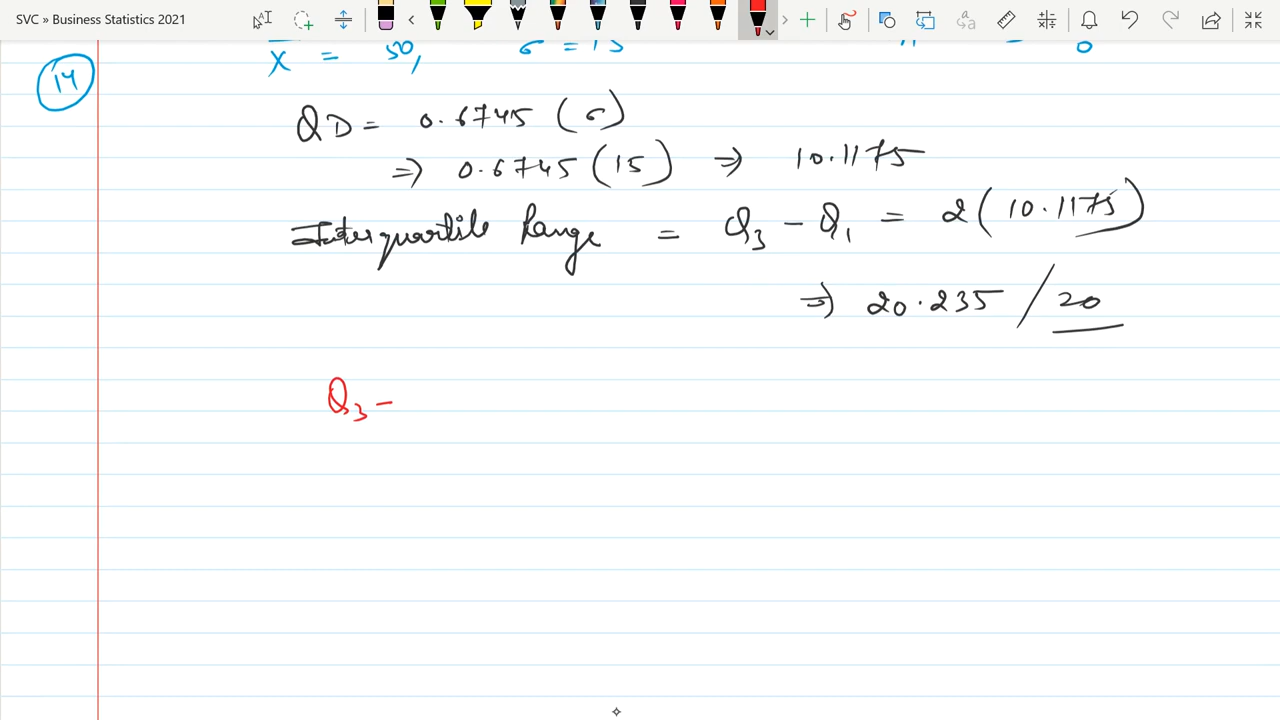 SVC » Business Statistics 2021
X = 50, σ = 15
14
QD = 0.6745 (σ)
⇒ 0.6745 (15) ⇒ 10.1175
Interquartile Range = Q3 - Q1 = 2(10.1175)
⇒ 20.235 / 20
Q3 -